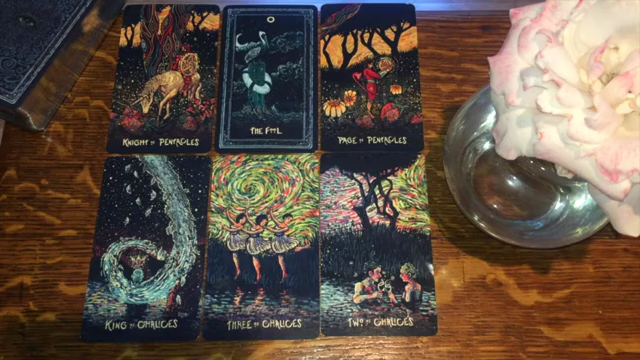 KNIGHT OF PENTACLES
THE FOOL
PAGE OF PENTACLES
KING OF CHALICES
THREE OF CHALICES
TWO OF CHALICES